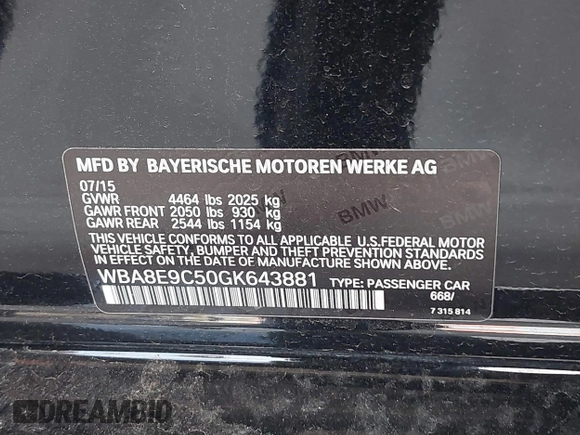 MFD BY BAYERISCHE MOTOREN WERKE AG
07/15
GVWR 4464 lbs 2025 kg
GAWR FRONT 2050 lbs 930 kg
GAWR REAR 2544 lbs 1154 kg
THIS VEHICLE CONFORMS TO ALL APPLICABLE U.S.FEDERAL MOTOR
VEHICLE SAFETY, BUMPER AND THEFT PREVENTION STANDARDS
IN EFFECT ON THE DATE OF MANUFACTURE SHOWN ABOVE.
WBA8E9C50GK643881 TYPE: PASSENGER CAR
668/
7 315 814
BMW
DREAMBID